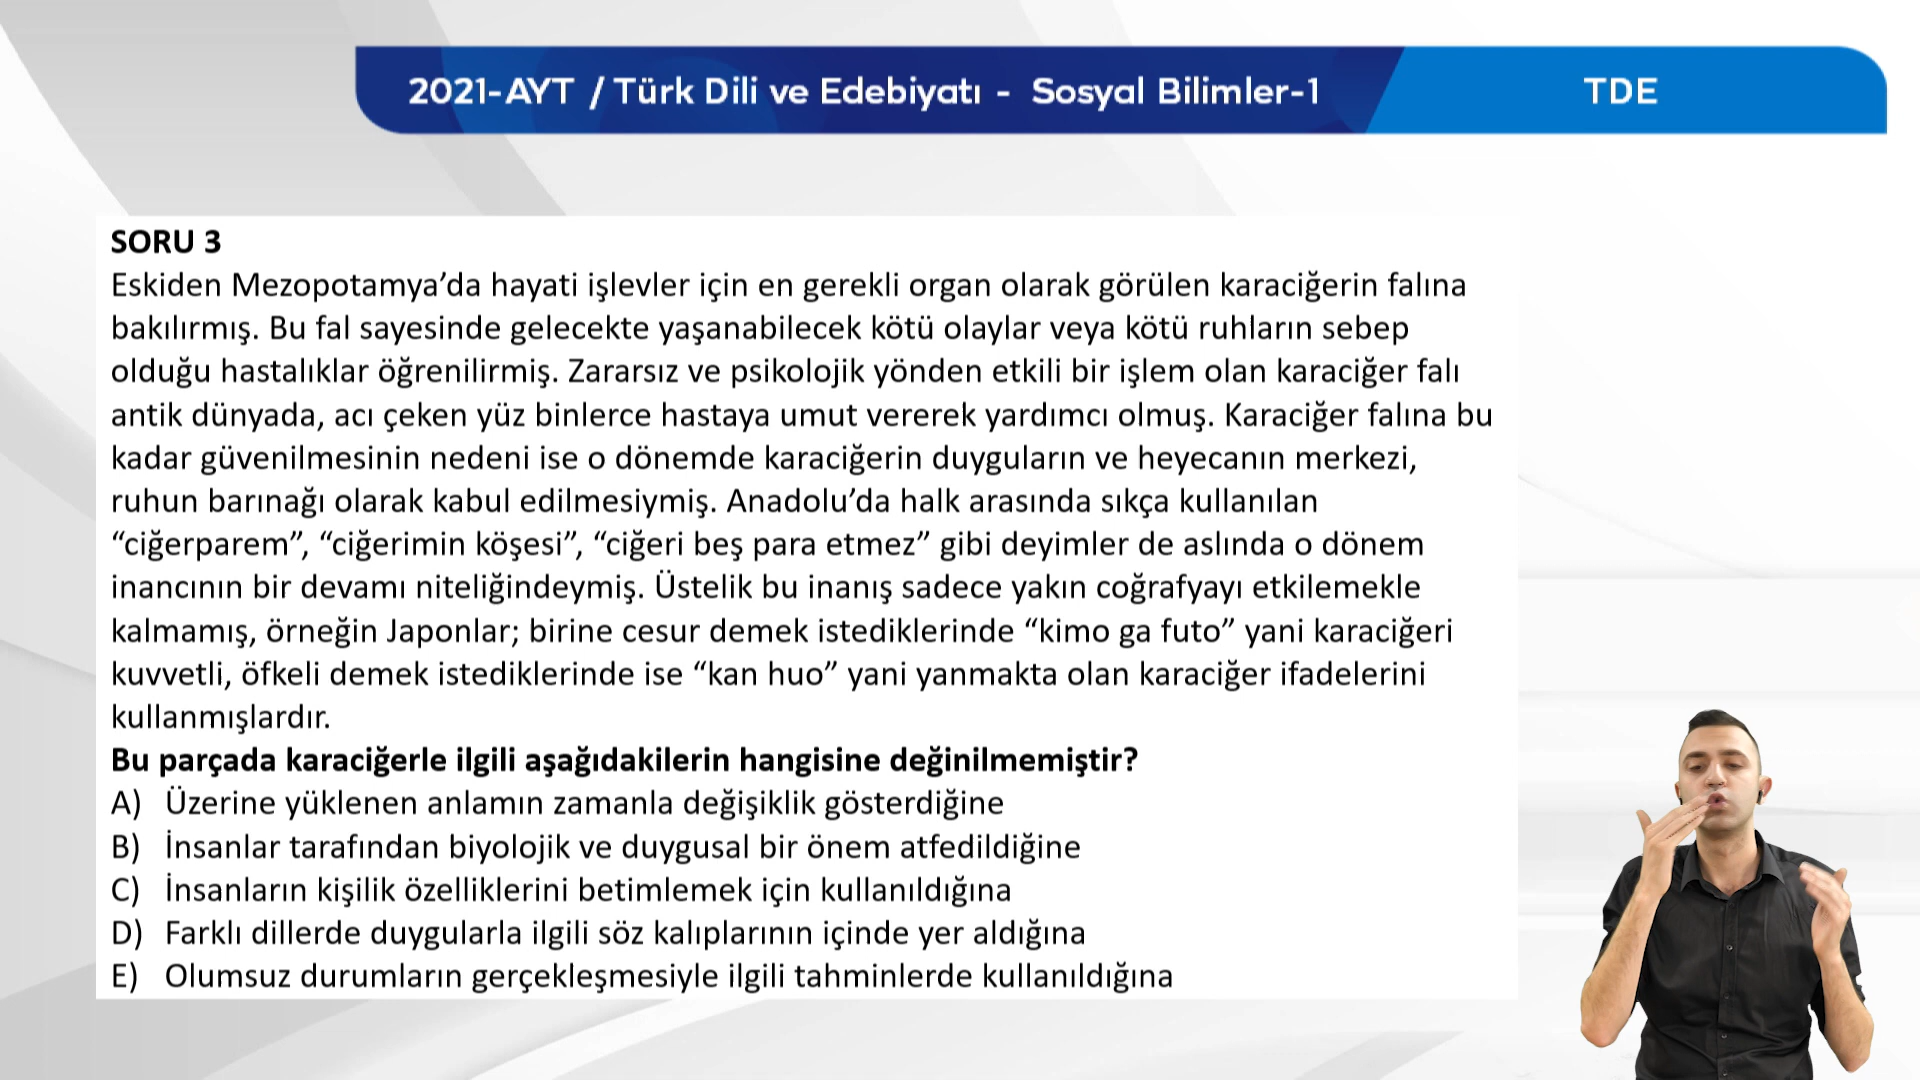 2021-AYT / Türk Dili ve Edebiyatı - Sosyal Bilimler-1
TDE
SORU 3
Eskiden Mezopotamya’da hayati işlevler için en gerekli organ olarak görülen karaciğerin falına
bakılırmış. Bu fal sayesinde gelecekte yaşanabilecek kötü olaylar veya kötü ruhların sebep
olduğu hastalıklar öğrenilirmiş. Zararsız ve psikolojik yönden etkili bir işlem olan karaciğer falı
antik dünyada, acı çeken yüz binlerce hastaya umut vererek yardımcı olmuş. Karaciğer falına bu
kadar güvenilmesinin nedeni ise o dönemde karaciğerin duyguların ve heyecanın merkezi,
ruhun barınağı olarak kabul edilmesiymiş. Anadolu’da halk arasında sıkça kullanılan
“ciğerparem”, “ciğerimin köşesi”, “ciğeri beş para etmez” gibi deyimler de aslında o dönem
inancının bir devamı niteliğindeymiş. Üstelik bu inanış sadece yakın coğrafyayı etkilemekle
kalmamış, örneğin Japonlar; birine cesur demek istediklerinde “kimo ga futo” yani karaciğeri
kuvvetli, öfkeli demek istediklerinde ise “kan huo” yani yanmakta olan karaciğer ifadelerini
kullanmışlardır.
Bu parçada karaciğerle ilgili aşağıdakilerin hangisine değinilmemiştir?
A) Üzerine yüklenen anlamın zamanla değişiklik gösterdiğine
B) İnsanlar tarafından biyolojik ve duygusal bir önem atfedildiğine
C) İnsanların kişilik özelliklerini betimlemek için kullanıldığına
D) Farklı dillerde duygularla ilgili söz kalıplarının içinde yer aldığına
E) Olumsuz durumların gerçekleşmesiyle ilgili tahminlerde kullanıldığına